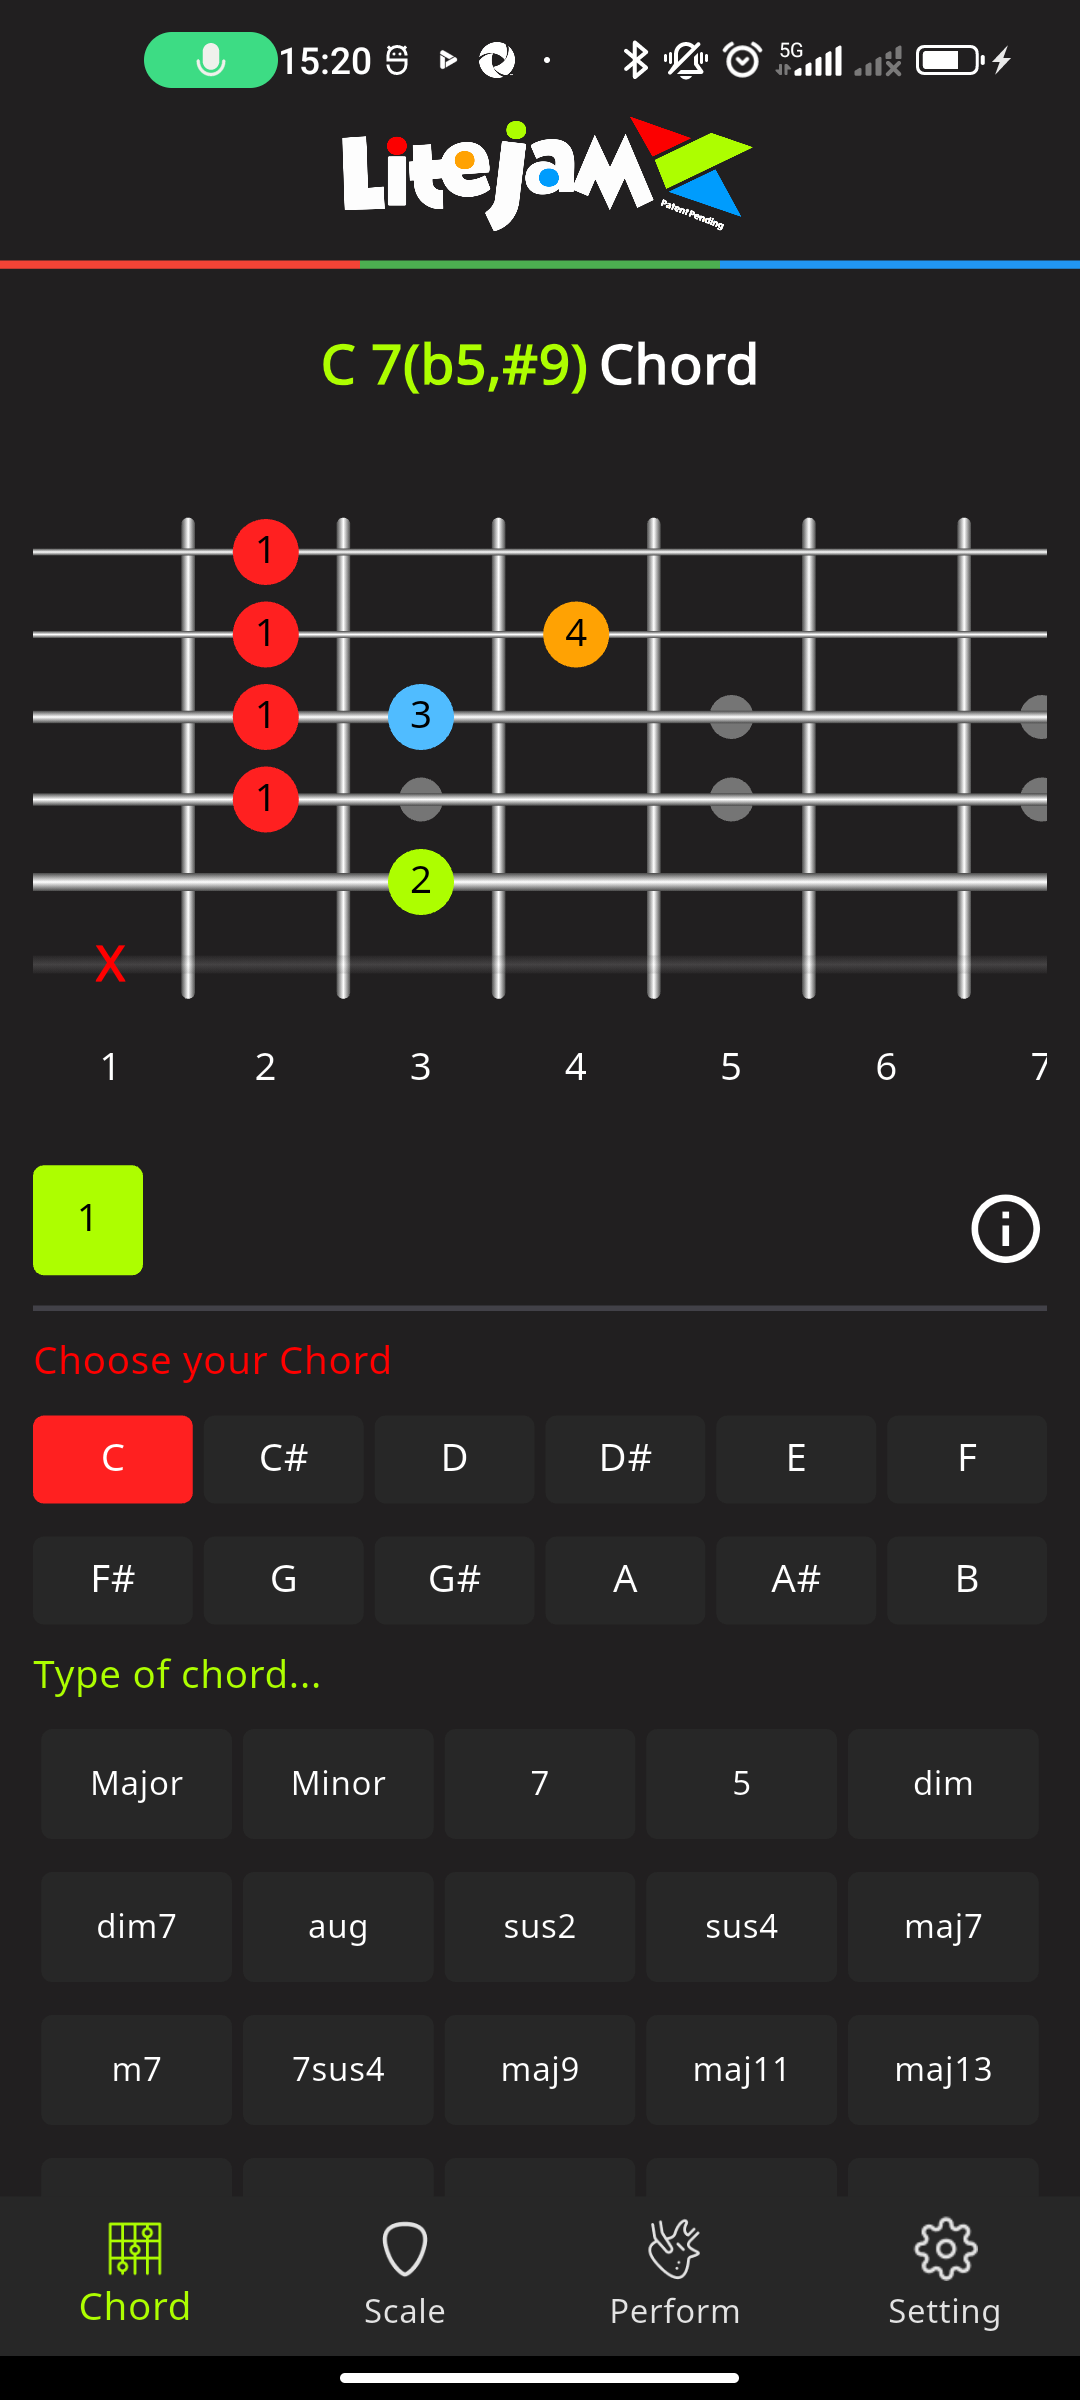 15:20 5G
Litejam
Patent Pending
C 7(b5,#9) Chord
1
1 4
1 3
1
2
X
1 2 3 4 5 6 7
1
Choose your Chord
C C# D D# E F
F# G G# A A# B
Type of chord...
Major Minor 7 5 dim
dim7 aug sus2 sus4 maj7
m7 7sus4 maj9 maj11 maj13
Chord Scale Perform Setting